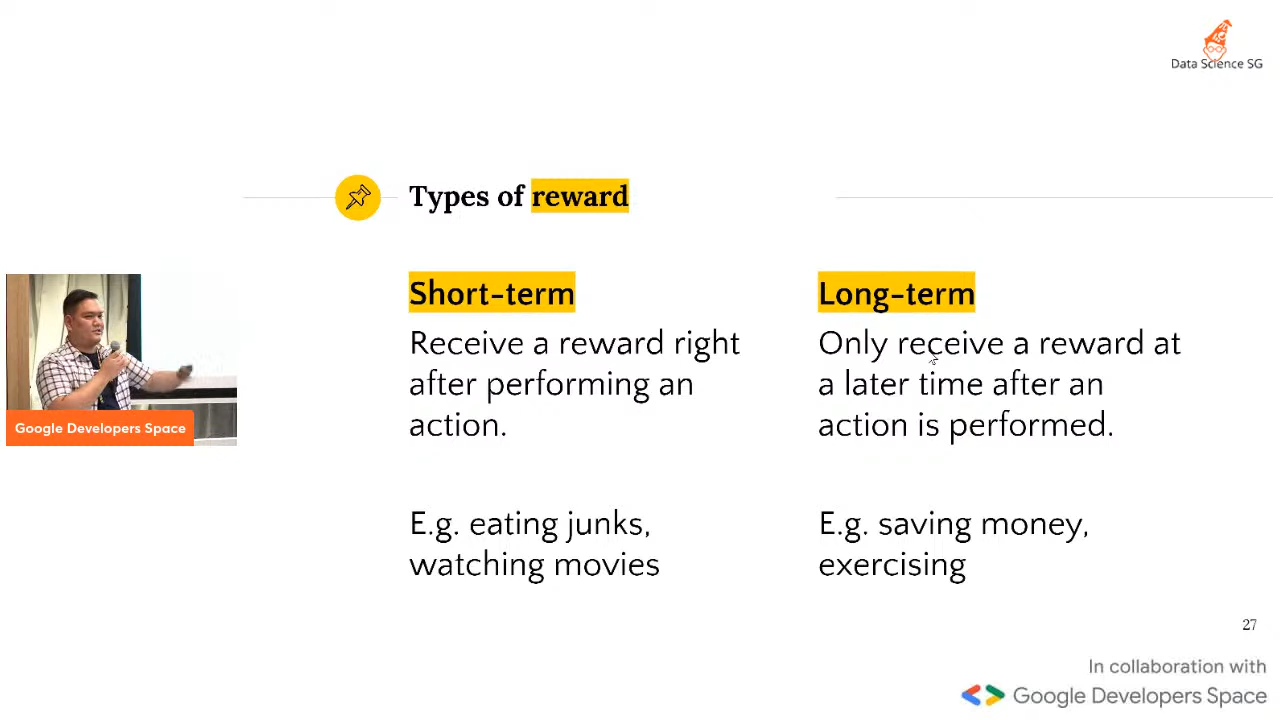 Data Science SG
Types of reward
Short-term
Receive a reward right
after performing an
action.
E.g. eating junks,
watching movies
Long-term
Only receive a reward at
a later time after an
action is performed.
E.g. saving money,
exercising
Google Developers Space
27
In collaboration with
Google Developers Space